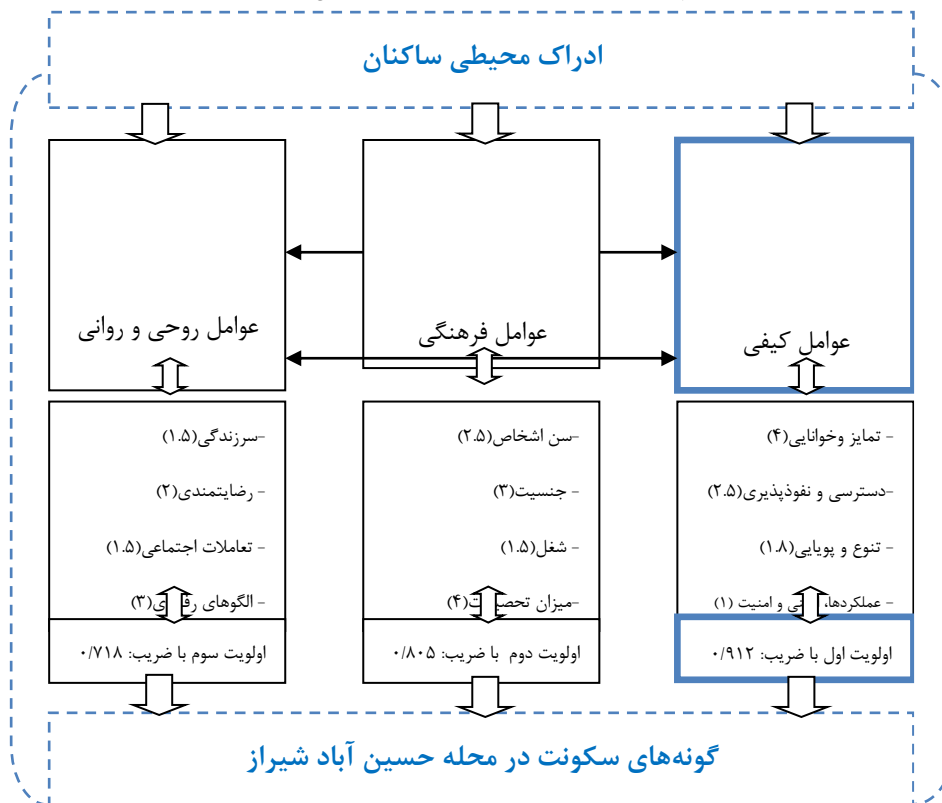 ادراک محیطی ساکنان
عوامل کیفی
عوامل فرهنگی
عوامل روحی و روانی
- تمایز وخوانایی(۴)
-دسترسی و نفوذپذیری(۲.۵)
- تنوع و پویایی(۱.۸)
- عملکردها، و امنیت (۱)
اولویت اول با ضریب: ۰/۹۱۲
-سن اشخاص(۲.۵)
- جنسیت(۳)
- شغل(۱.۵)
-میزان (۴)
اولویت دوم با ضریب: ۰/۸۰۵
-سرزندگی(۱.۵)
- رضایتمندی(۲)
- تعاملات اجتماعی(۱.۵)
- الگوهای (۳)
اولویت سوم با ضریب: ۰/۷۱۸
گونه‌های سکونت در محله حسین آباد شیراز